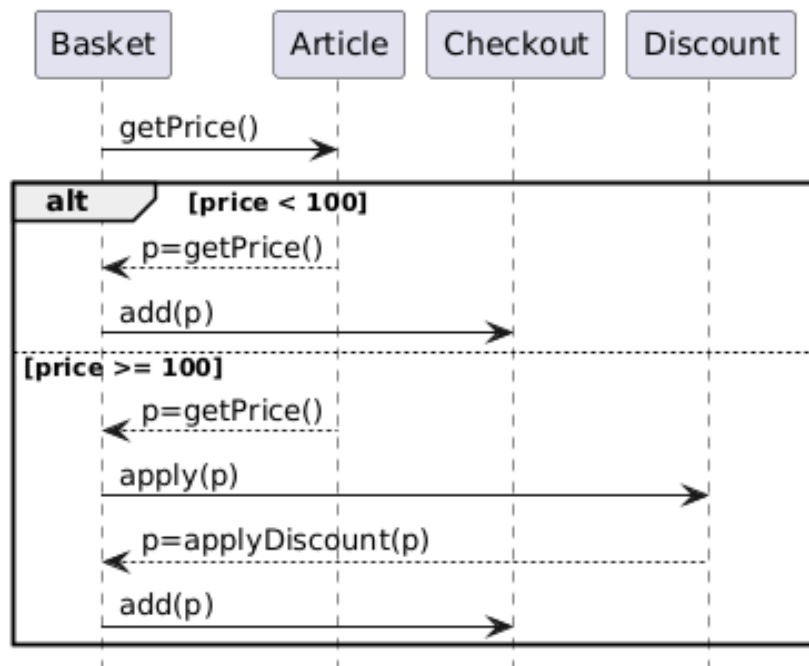 Basket Article Checkout Discount
getPrice()
alt [price < 100]
p=getPrice()
add(p)
[price >= 100]
p=getPrice()
apply(p)
p=applyDiscount(p)
add(p)